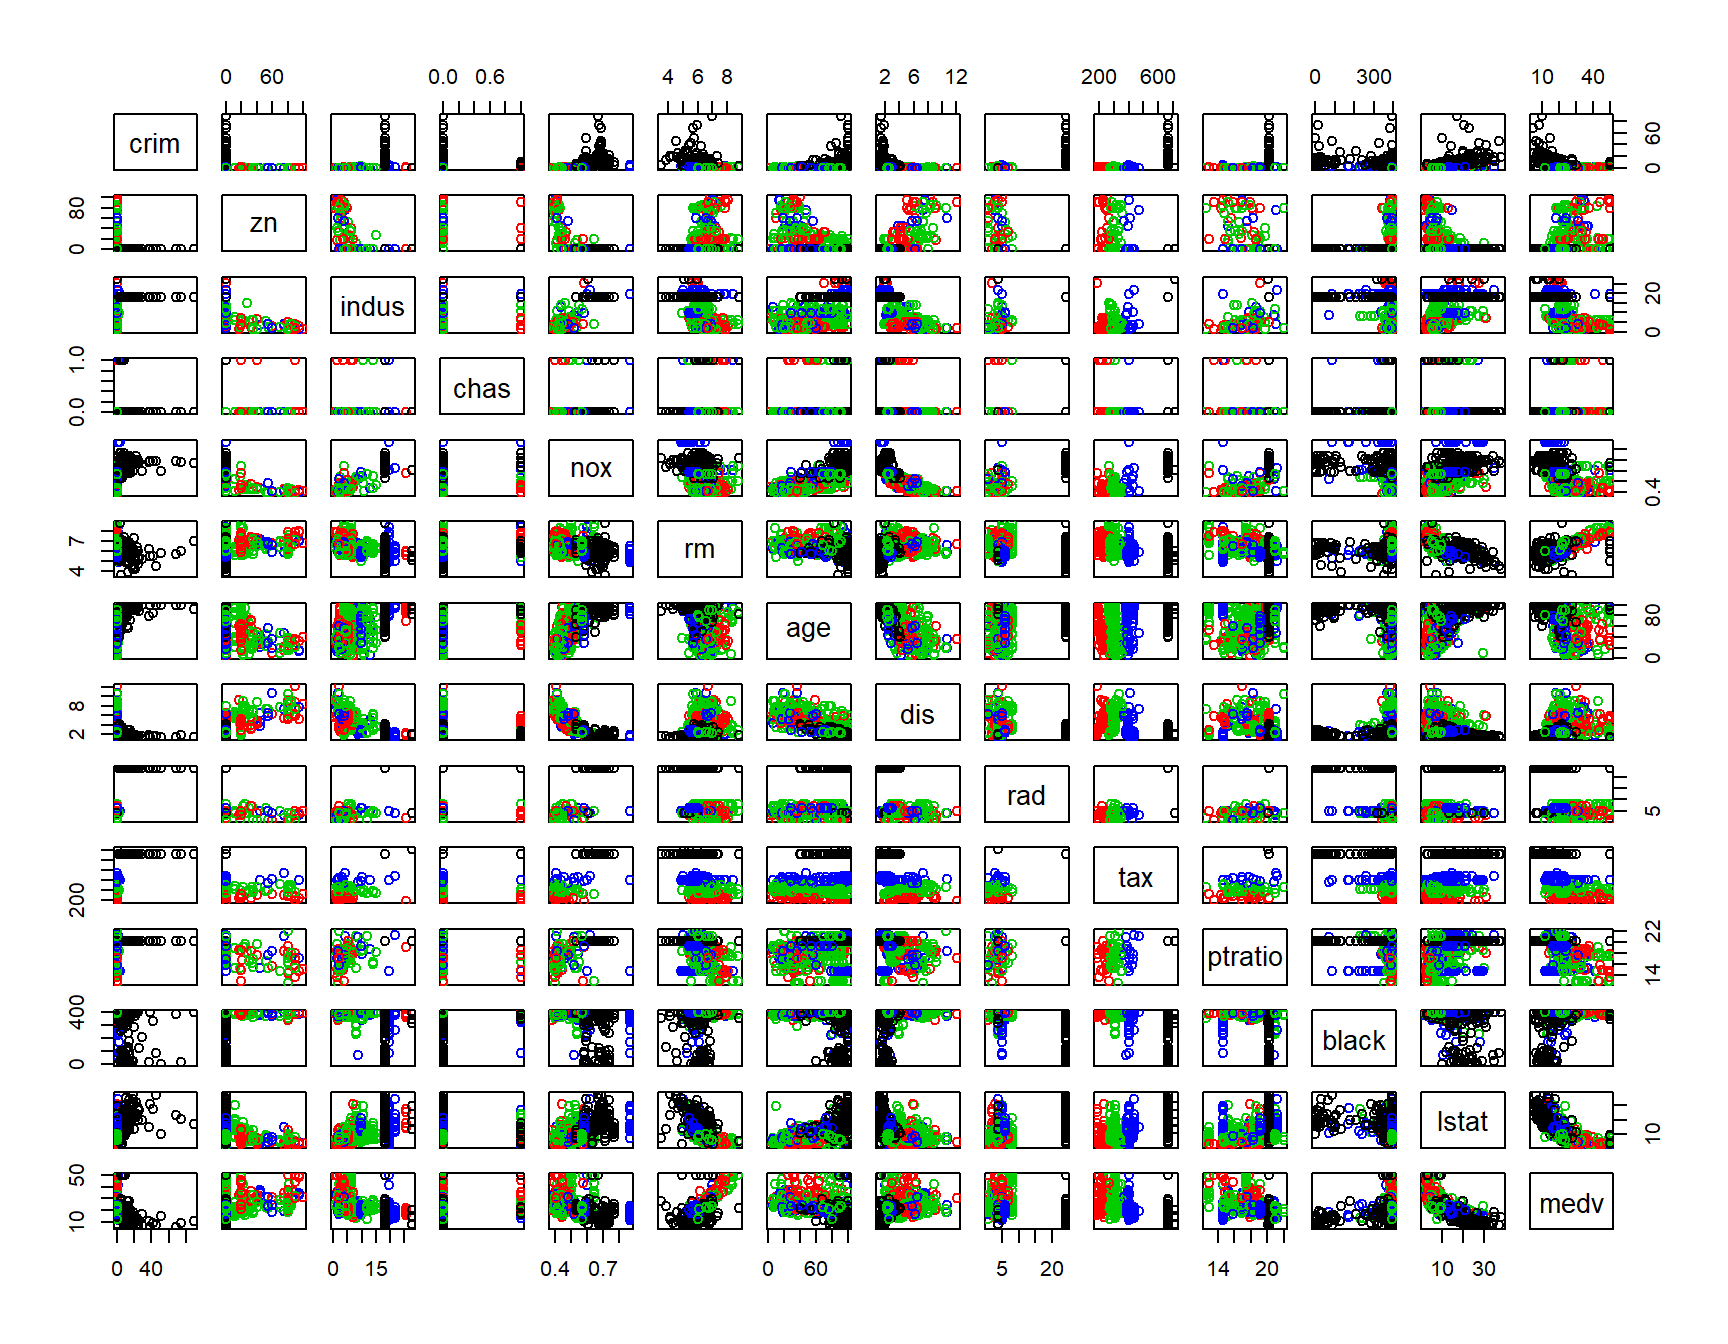 0 60 0.0 0.6 4 6 8 2 6 12 200 600 0 300 10 40
crim 0 60
0 80 zn
indus 0 20
0.0 1.0 chas
nox 0.4
4 7 rm
age 0 80
2 8 dis
rad 5
200 tax
ptratio 14 22
0 400 black
lstat 10
10 50 medv
0 40 0 15 0.4 0.7 0 60 5 20 14 20 10 30